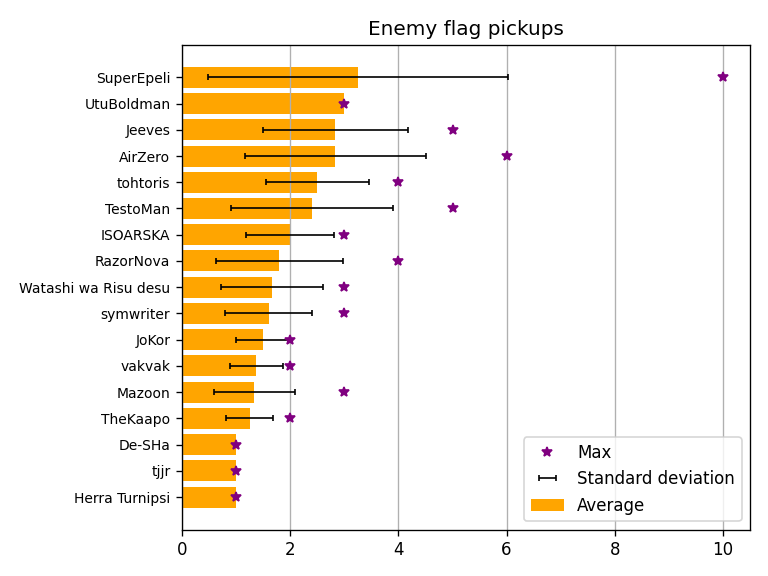 Enemy flag pickups
SuperEpeli
UtuBoldman
Jeeves
AirZero
tohtoris
TestoMan
ISOARSKA
RazorNova
Watashi wa Risu desu
symwriter
JoKor
vakvak
Mazoon
TheKaapo
De-SHa
tjjr
Herra Turnipsi
Max
Standard deviation
Average
0 2 4 6 8 10